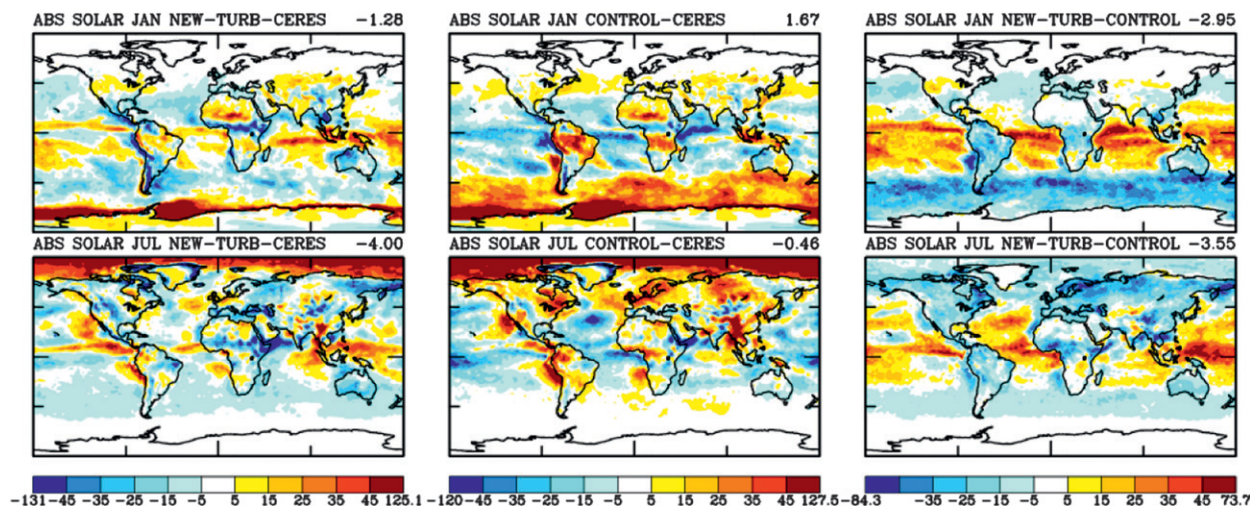 ABS SOLAR JAN NEW-TURB-CERES -1.28
ABS SOLAR JAN CONTROL-CERES 1.67
ABS SOLAR JAN NEW-TURB-CONTROL -2.95
ABS SOLAR JUL NEW-TURB-CERES -4.00
ABS SOLAR JUL CONTROL-CERES -0.46
ABS SOLAR JUL NEW-TURB-CONTROL -3.55
-131 -45 -35 -25 -15 -5 5 15 25 35 45 125.1
-120 -45 -35 -25 -15 -5 5 15 25 35 45 127.5
-84.3 -35 -25 -15 -5 5 15 25 35 45 73.7